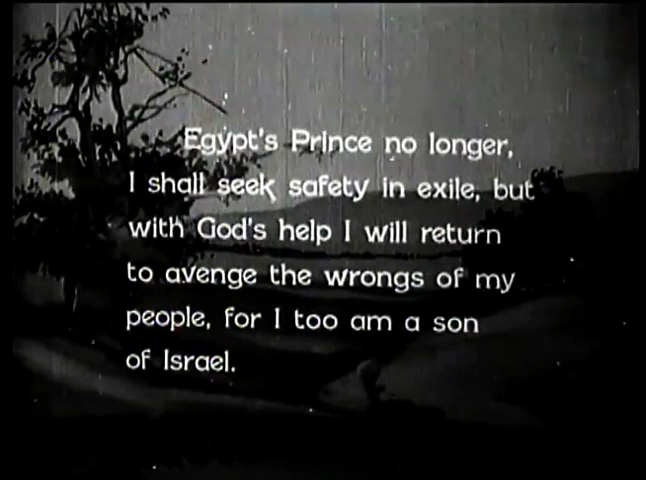 Egypt's Prince no longer,
I shall seek safety in exile, but
with God's help I will return
to avenge the wrongs of my
people, for I too am a son
of Israel.